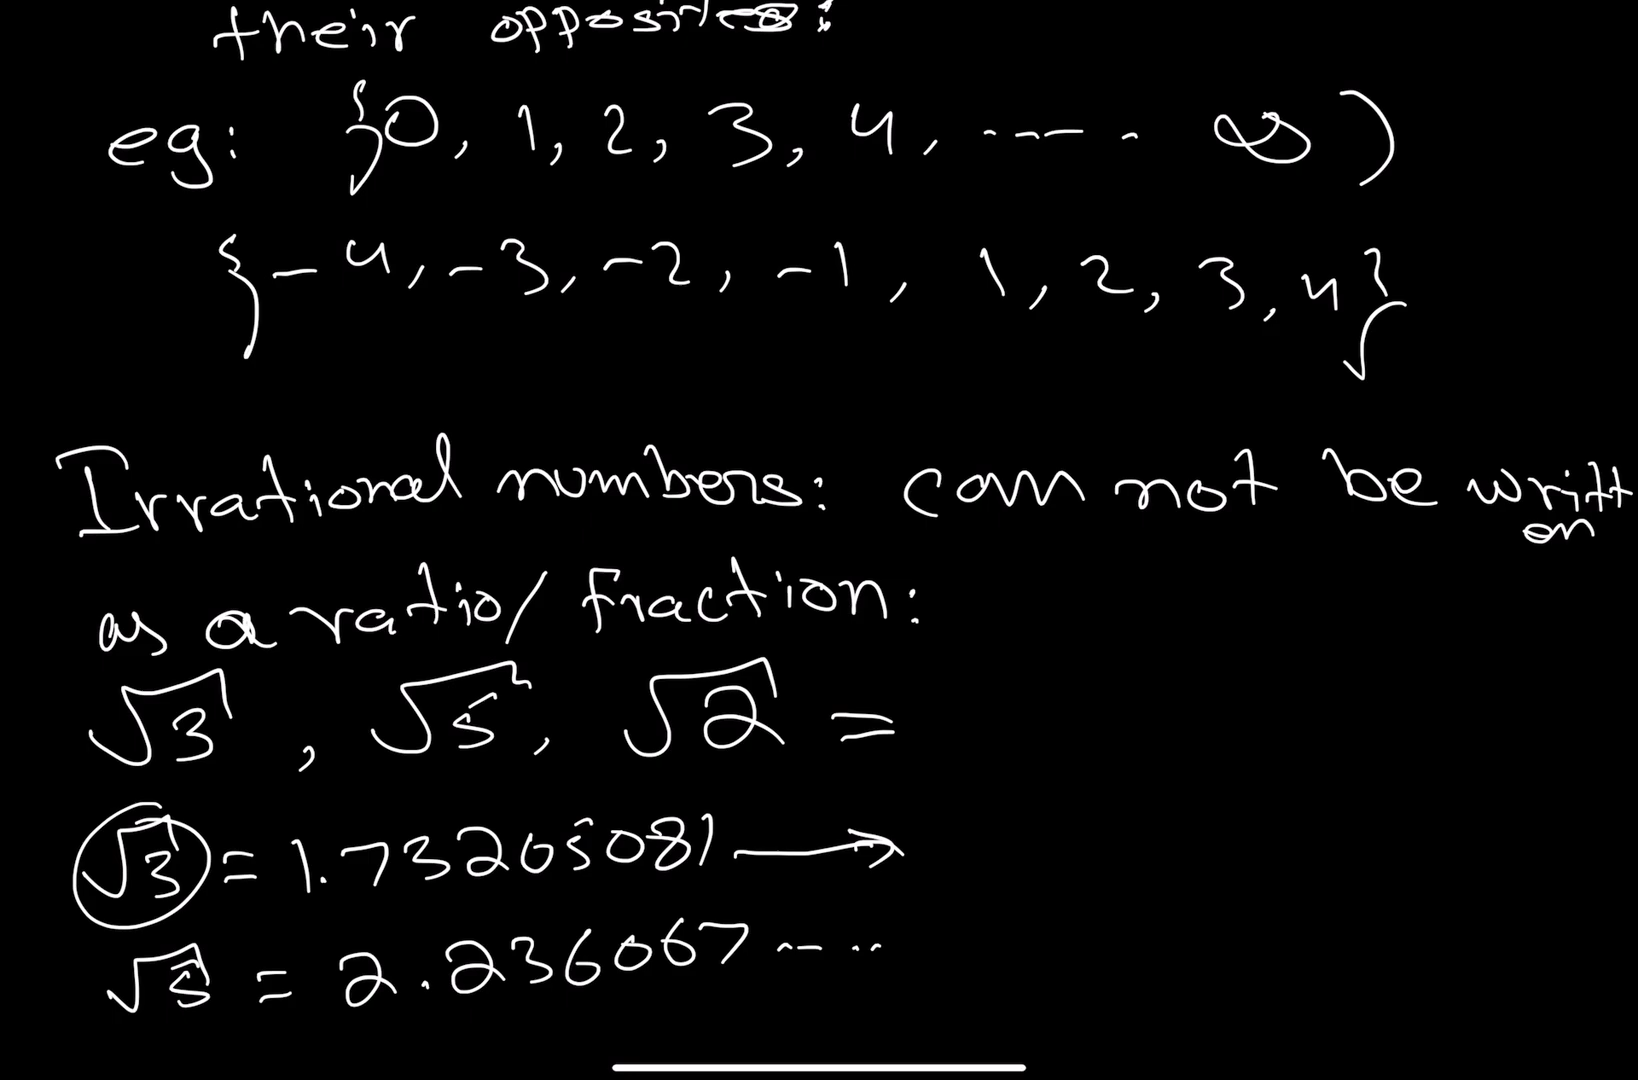 their opposites:
eg: {0, 1, 2, 3, 4, ..... ∞)
{-4, -3, -2, -1, 1, 2, 3, 4}
Irrational numbers: can not be written
as a ratio/fraction:
√3, √5, √2 =
√3 = 1.73205081 →
√5 = 2.236067....